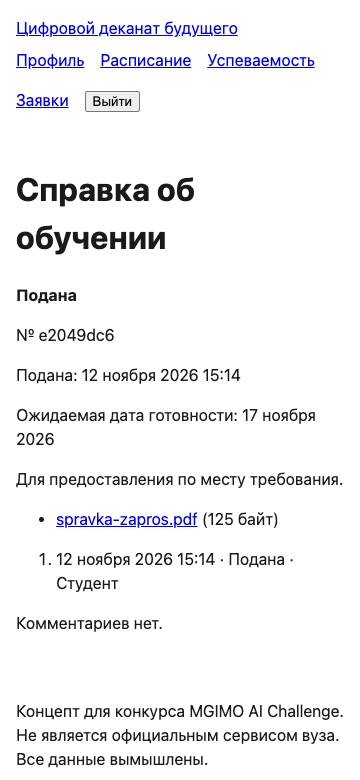 Цифровой деканат будущего
Профиль Расписание Успеваемость
Заявки Выйти
Справка об
обучении
Подана
№ e2049dc6
Подана: 12 ноября 2026 15:14
Ожидаемая дата готовности: 17 ноября
2026
Для предоставления по месту требования.
• spravka-zapros.pdf (125 байт)
1. 12 ноября 2026 15:14 · Подана ·
Студент
Комментариев нет.
Концепт для конкурса MGIMO AI Challenge.
Не является официальным сервисом вуза.
Все данные вымышлены.